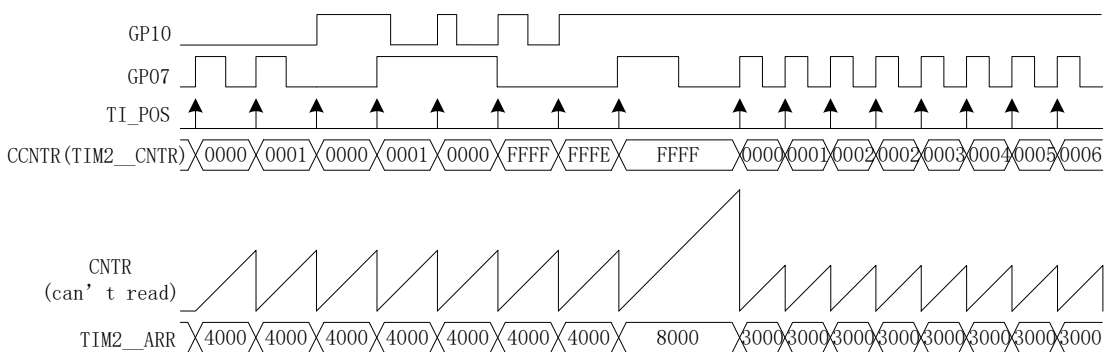 GP10
GP07
TI_POS
CCNTR(TIM2__CNTR) 0000 0001 0000 0001 0000 FFFF FFFE FFFF 0000 0001 0002 0002 0003 0004 0005 0006
CNTR
(can't read)
TIM2__ARR 4000 4000 4000 4000 4000 4000 4000 8000 3000 3000 3000 3000 3000 3000 3000 3000